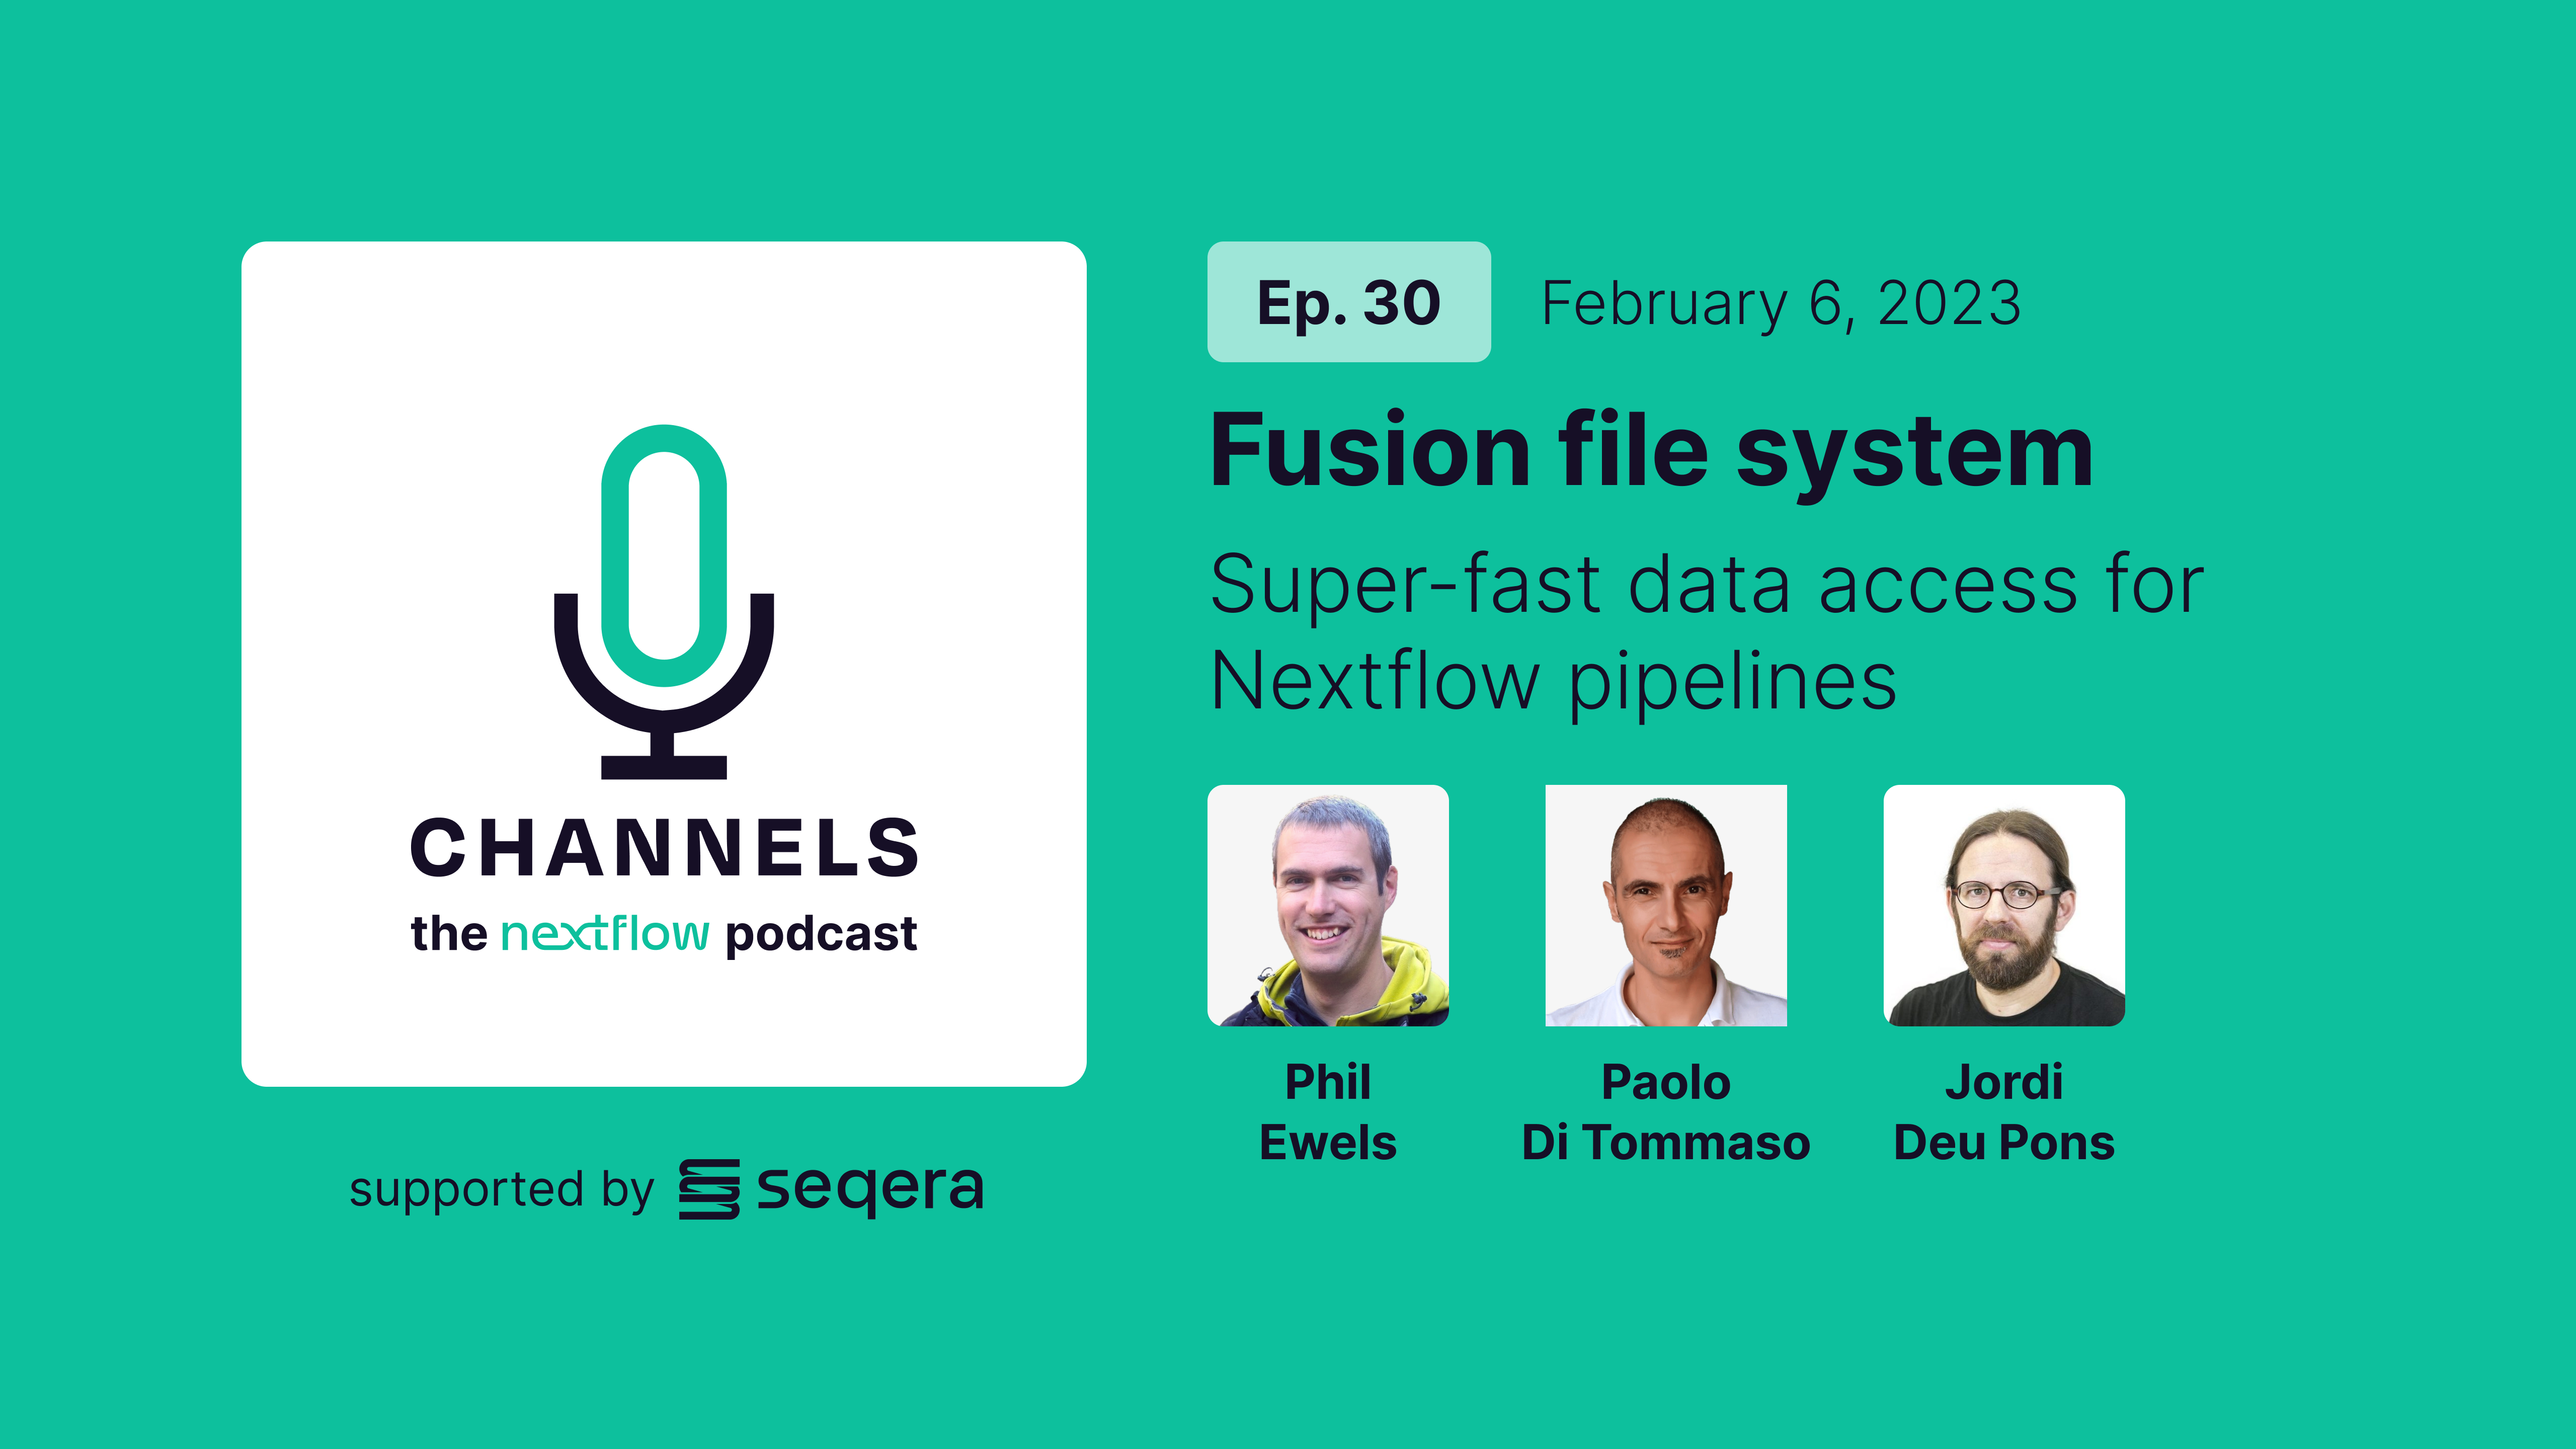 CHANNELS
the nextflow podcast
supported by seqera
Ep. 30
February 6, 2023
Fusion file system
Super-fast data access for
Nextflow pipelines
Phil
Ewels
Paolo
Di Tommaso
Jordi
Deu Pons